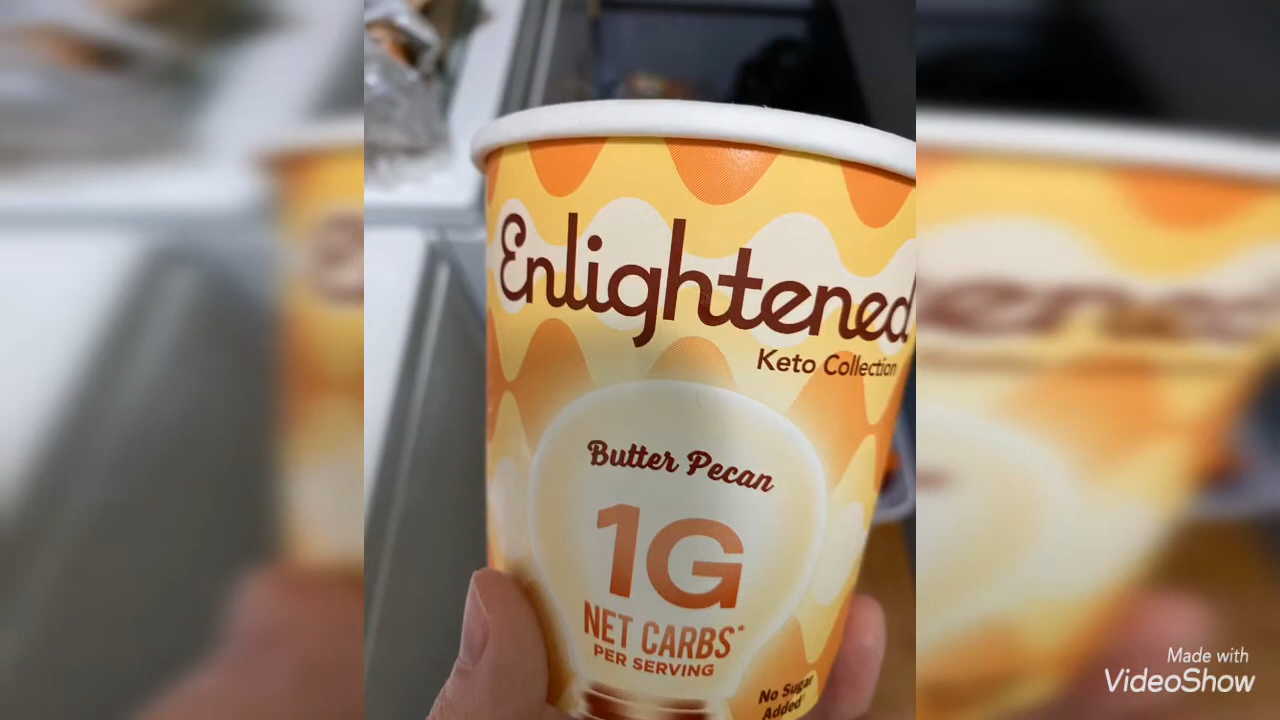 Enlightened
Keto Collection
Butter Pecan
1G
NET CARBS*
PER SERVING
No Sugar
Added
Made with
VideoShow